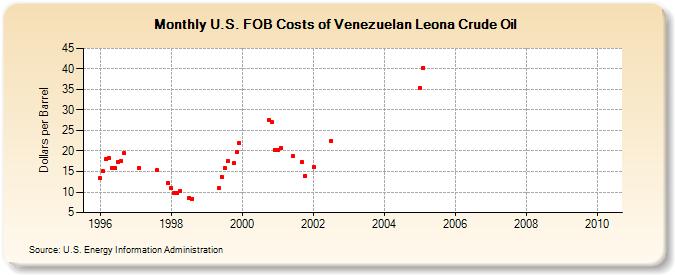 Monthly U.S. FOB Costs of Venezuelan Leona Crude Oil
Dollars per Barrel
45
40
35
30
25
20
15
10
5
1996 1998 2000 2002 2004 2006 2008 2010
Source: U.S. Energy Information Administration